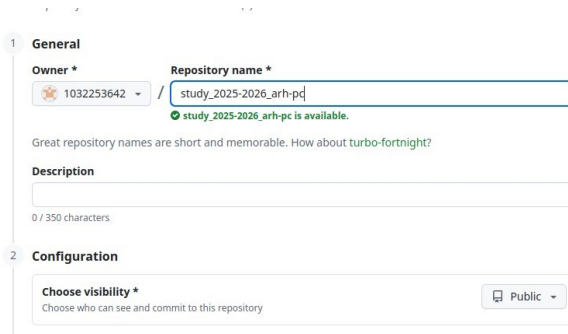 1 General
Owner * Repository name *
1032253642 / study_2025-2026_arh-pc
study_2025-2026_arh-pc is available.
Great repository names are short and memorable. How about turbo-fortnight?
Description
0 / 350 characters
2 Configuration
Choose visibility *
Public
Choose who can see and commit to this repository